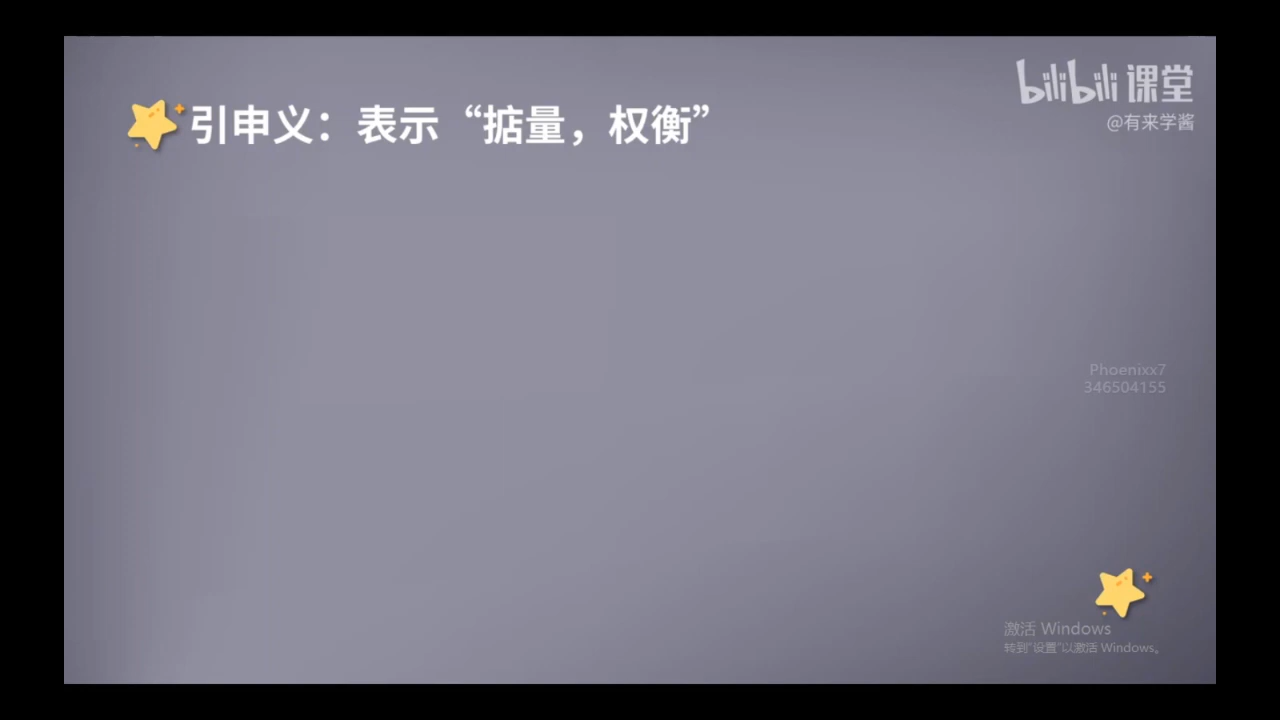 引申义：表示“掂量，权衡”
bilibili 课堂
@有来学酱
Phoenixx7
346504155
激活 Windows
转到“设置”以激活 Windows。